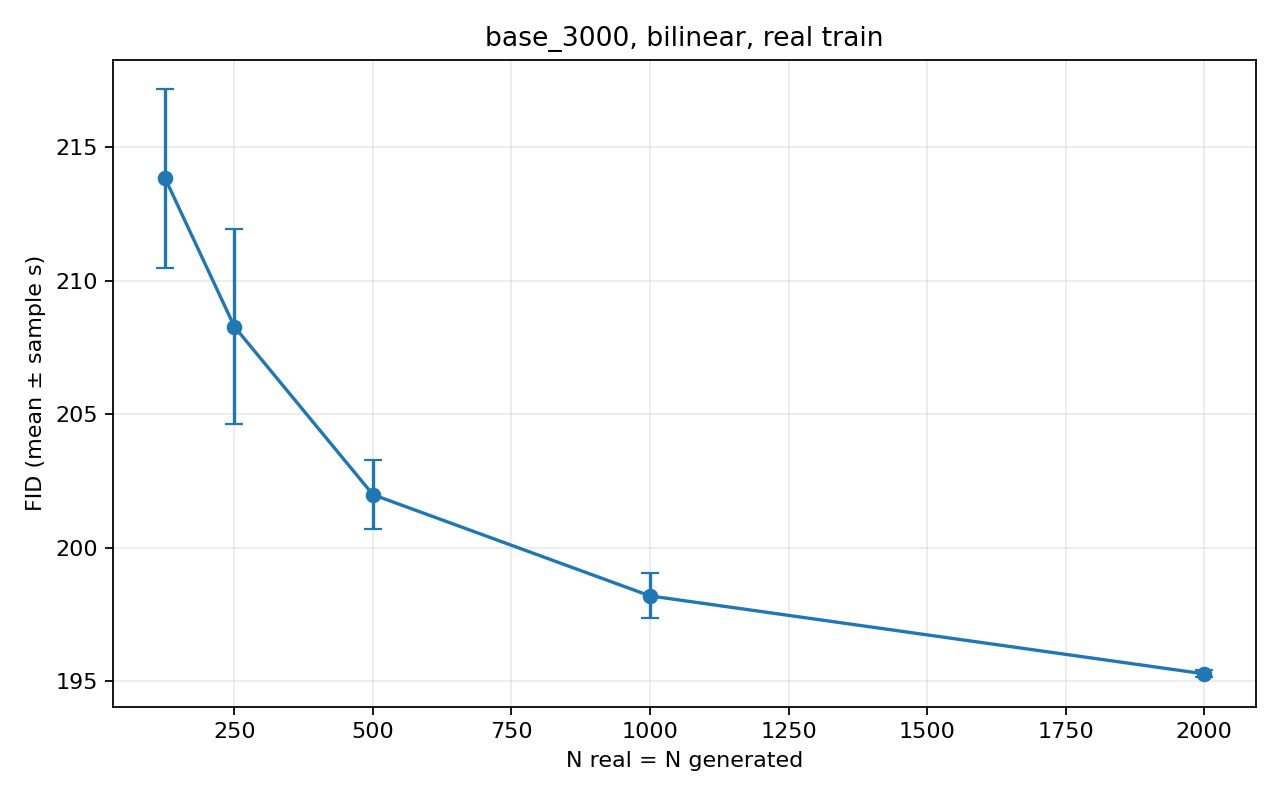 base_3000, bilinear, real train
FID (mean ± sample s)
215
210
205
200
195
250 500 750 1000 1250 1500 1750 2000
N real = N generated